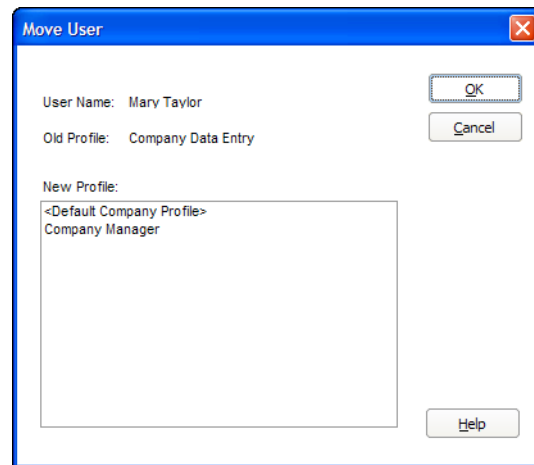 Move User
User Name: Mary Taylor
OK
Old Profile: Company Data Entry
Cancel
New Profile:
<Default Company Profile>
Company Manager
Help